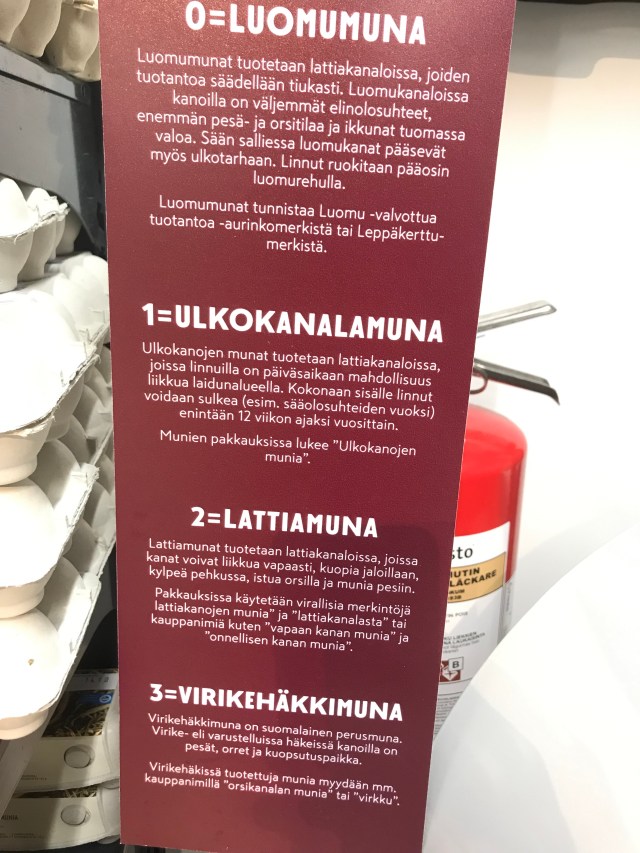 0=LUOMUMUNA
Luomumunat tuotetaan lattiakanaloissa, joiden
tuotantoa säädellään tiukasti. Luomukanaloissa
kanoilla on väljemmät elinolosuhteet,
enemmän pesä- ja orsitilaa ja ikkunat tuomassa
valoa. Sään salliessa luomukanat pääsevät
myös ulkotarhaan. Linnut ruokitaan pääosin
luomurehulla.
Luomumunat tunnistaa Luomu -valvottua
tuotantoa -aurinkomerkistä tai Leppäkerttu-
merkistä.
1=ULKOKANALAMUNA
Ulkokanojen munat tuotetaan lattiakanaloissa,
joissa linnuilla on päiväsaikaan mahdollisuus
liikkua laidunalueella. Kokonaan sisälle linnut
voidaan sulkea (esim. sääolosuhteiden vuoksi)
enintään 12 viikon ajaksi vuosittain.
Munien pakkauksissa lukee "Ulkokanojen
munia".
2=LATTIAMUNA
Lattiamunat tuotetaan lattiakanaloissa, joissa
kanat voivat liikkua vapaasti, kuopia jaloillaan,
kylpeä pehkussa, istua orsilla ja munia pesiin.
Pakkauksissa käytetään virallisia merkintöjä
"lattiakanojen munia" ja "lattiakanalasta" tai
kauppanimiä kuten "vapaan kanan munia" ja
"onnellisen kanan munia".
3=VIRIKEHÄKKIMUNA
Virikehäkkimuna on suomalainen perusmuna.
Virike- eli varustelluissa häkeissä kanoilla on
pesät, orret ja kuopsutuspaikka.
Virikehäkissä tuotettuja munia myydään mm.
kauppanimillä "orsikanalan munia" tai "virkku".
sto
MUTIN
LÄCKARE
B